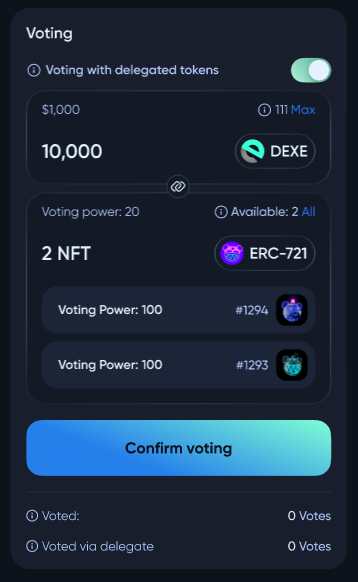 Voting
Voting with delegated tokens
$1,000 111 Max
10,000 DEXE
Voting power: 20 Available: 2 All
2 NFT ERC-721
Voting Power: 100 #1294
Voting Power: 100 #1293
Confirm voting
Voted: 0 Votes
Voted via delegate 0 Votes